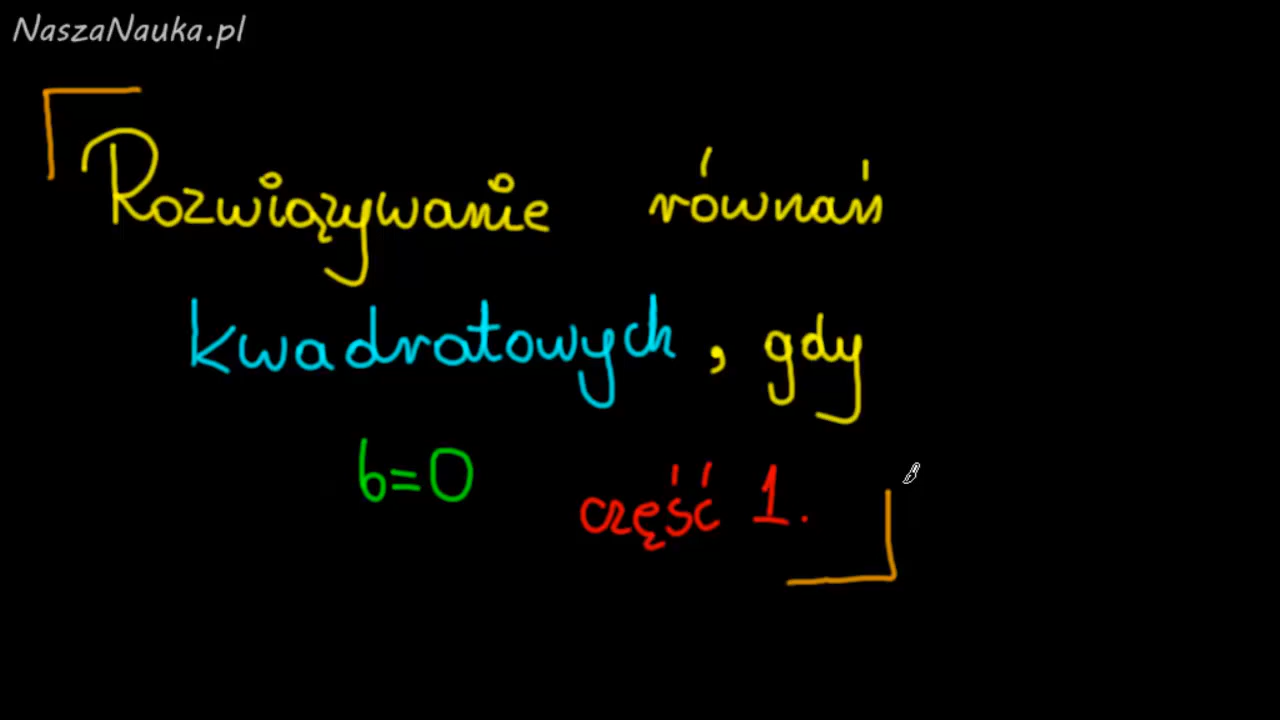 NaszaNauka.pl
Rozwiązywanie równań
kwadratowych, gdy
b=0 część 1.